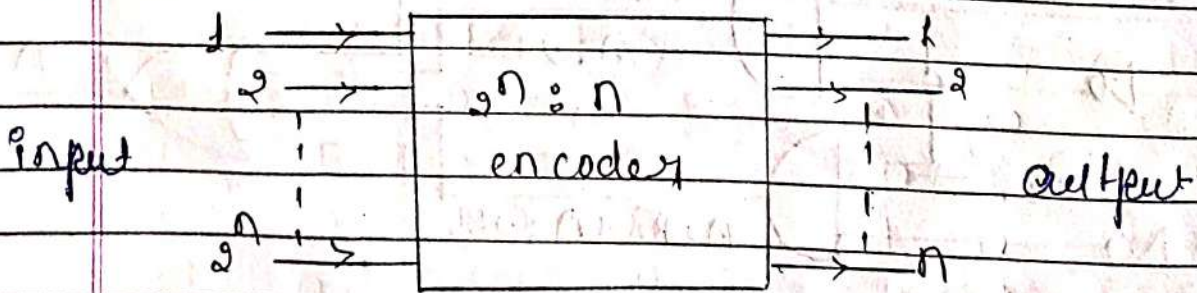 1 1
2 2ⁿ : n 2
input encoder output
2ⁿ n